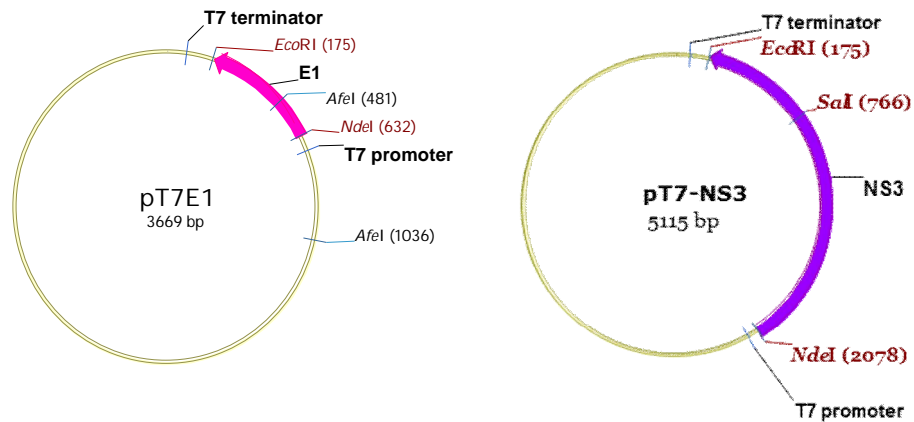 T7 terminator
EcoRI (175)
E1
AfeI (481)
NdeI (632)
T7 promoter
pT7E1
3669 bp
AfeI (1036)
T7 terminator
EcoRI (175)
SalI (766)
NS3
pT7-NS3
5115 bp
NdeI (2078)
T7 promoter